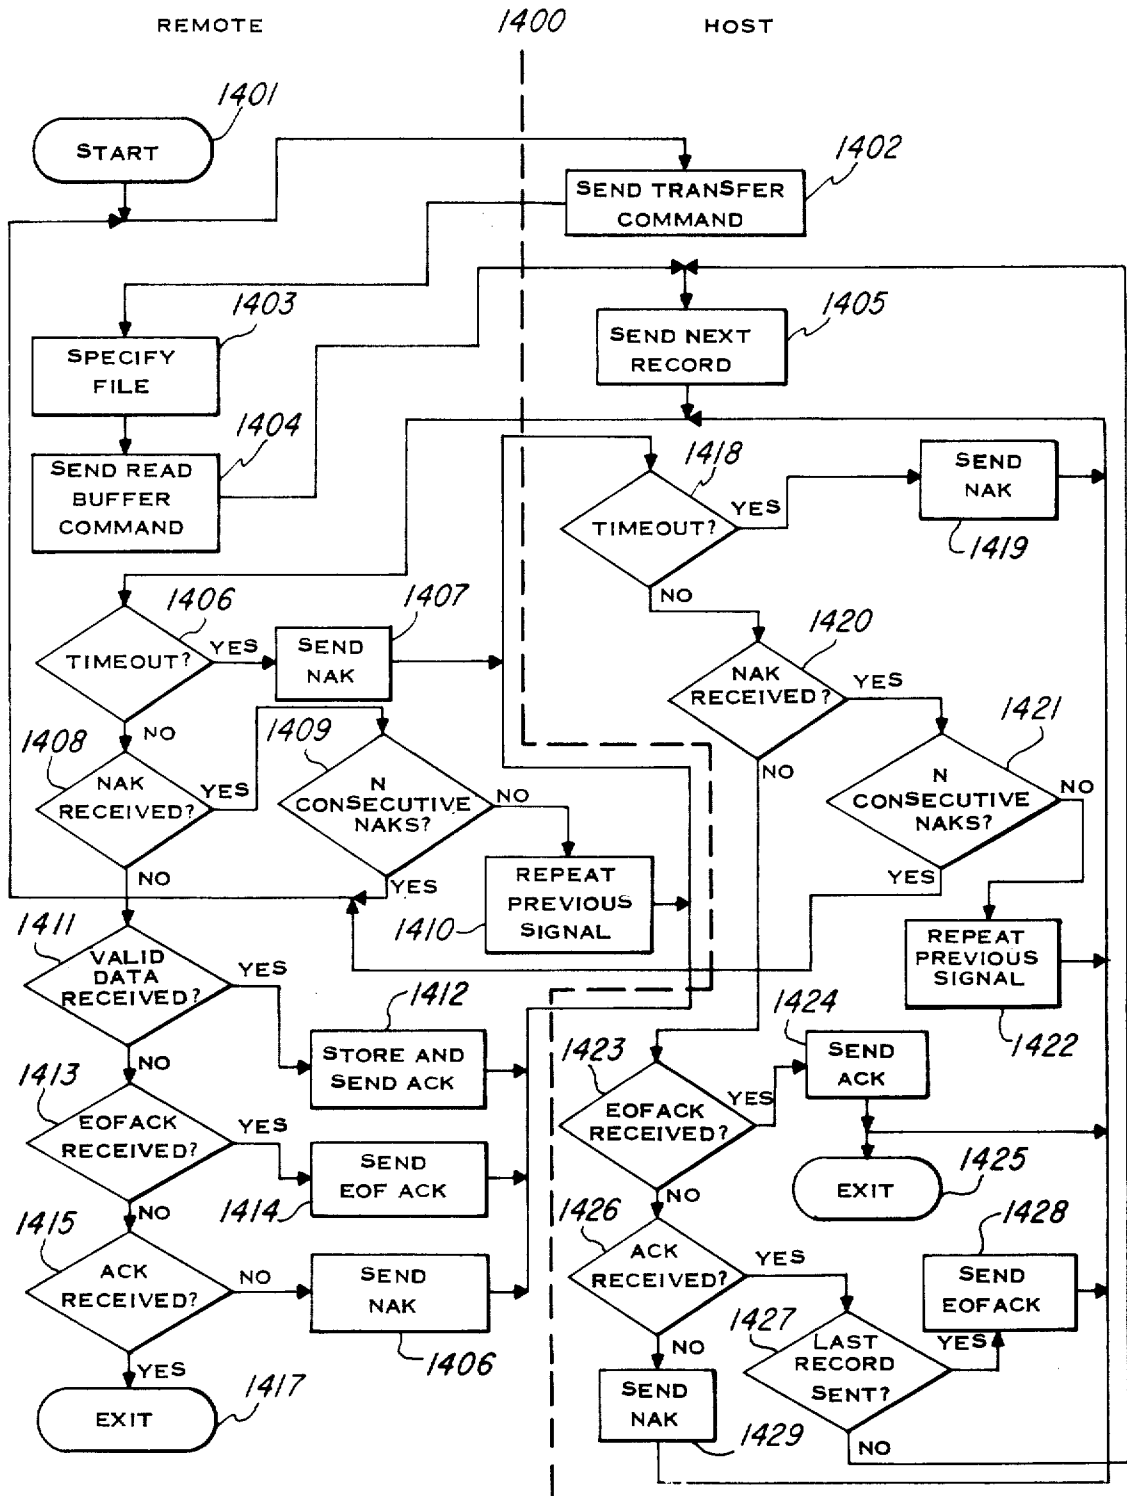 REMOTE
1400
HOST
1401
START
1402
SEND TRANSFER
COMMAND
1403
SPECIFY
FILE
1405
SEND NEXT
RECORD
1404
SEND READ
BUFFER
COMMAND
1418
TIMEOUT?
YES
NO
SEND
NAK
1419
1406
TIMEOUT?
YES
NO
1407
SEND
NAK
1420
NAK
RECEIVED?
YES
NO
1408
NAK
RECEIVED?
YES
NO
1409
N
CONSECUTIVE
NAKS?
NO
YES
1421
N
CONSECUTIVE
NAKS?
NO
YES
REPEAT
PREVIOUS
SIGNAL
1410
REPEAT
PREVIOUS
SIGNAL
1422
1411
VALID
DATA
RECEIVED?
YES
NO
1412
STORE AND
SEND ACK
1423
EOFACK
RECEIVED?
YES
NO
1424
SEND
ACK
1413
EOFACK
RECEIVED?
YES
NO
SEND
EOF ACK
1414
EXIT
1425
1415
ACK
RECEIVED?
NO
YES
SEND
NAK
1406
1426
ACK
RECEIVED?
YES
NO
1428
SEND
EOFACK
1427
LAST
RECORD
SENT?
YES
NO
EXIT
1417
SEND
NAK
1429